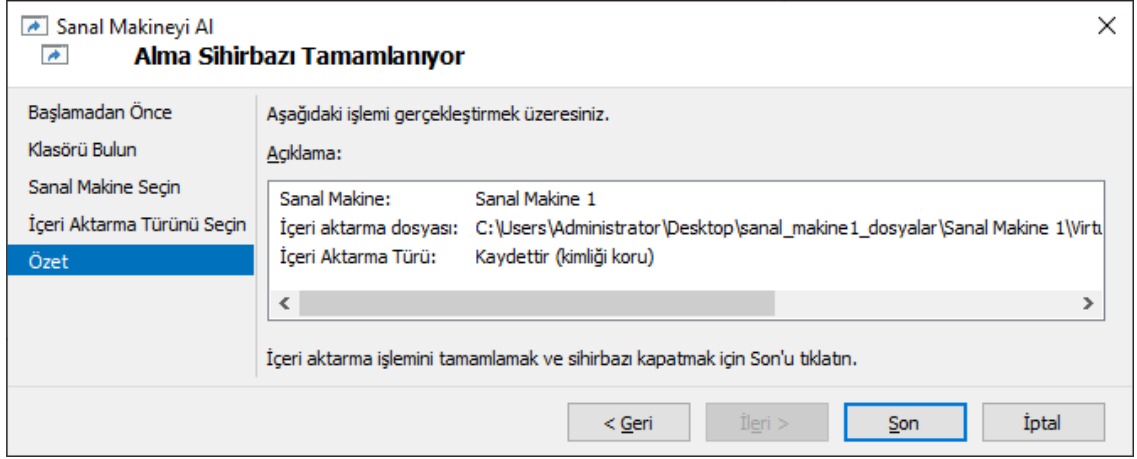 Sanal Makineyi Al
Alma Sihirbazı Tamamlanıyor
Başlamadan Önce
Klasörü Bulun
Sanal Makine Seçin
İçeri Aktarma Türünü Seçin
Özet
Aşağıdaki işlemi gerçekleştirmek üzeresiniz.
Açıklama:
Sanal Makine: Sanal Makine 1
İçeri aktarma dosyası: C:\Users\Administrator\Desktop\sanal_makine1_dosyalar\Sanal Makine 1\Virtu
İçeri Aktarma Türü: Kaydettir (kimliği koru)
İçeri aktarma işlemini tamamlamak ve sihirbazı kapatmak için Son'u tıklatın.
< Geri İleri > Son İptal